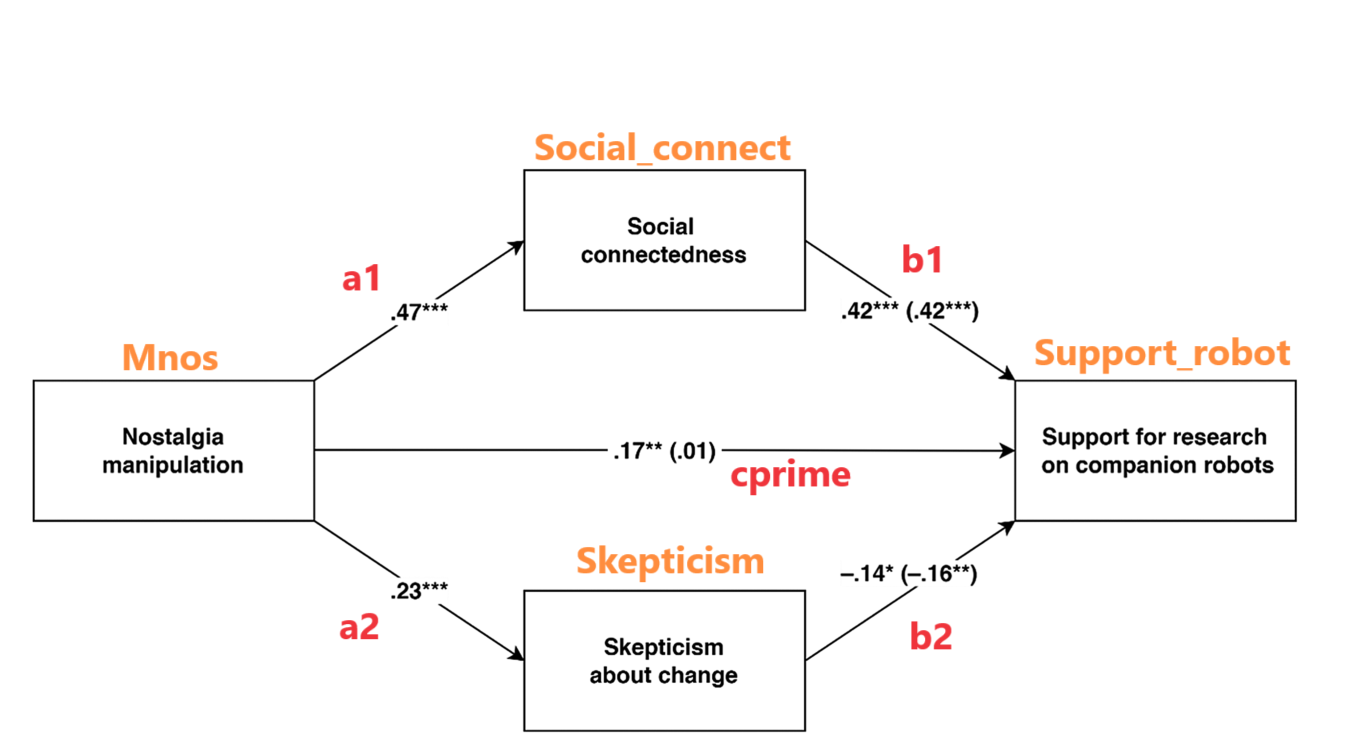 Social_connect
Social
connectedness
a1
.47***
b1
.42*** (.42***)
Mnos
Nostalgia
manipulation
Support_robot
Support for research
on companion robots
.17** (.01)
cprime
Skepticism
Skepticism
about change
.23***
a2
–.14* (–.16**)
b2